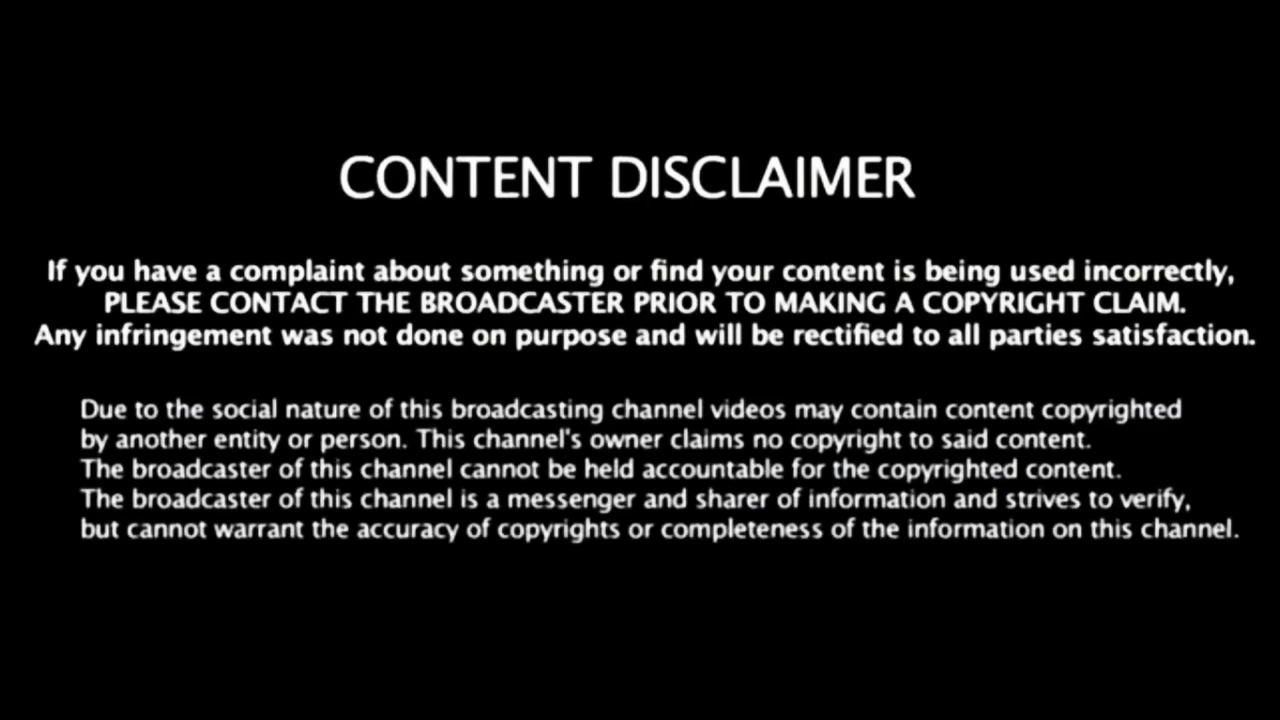 CONTENT DISCLAIMER
If you have a complaint about something or find your content is being used incorrectly,
PLEASE CONTACT THE BROADCASTER PRIOR TO MAKING A COPYRIGHT CLAIM.
Any infringement was not done on purpose and will be rectified to all parties satisfaction.
Due to the social nature of this broadcasting channel videos may contain content copyrighted
by another entity or person. This channel's owner claims no copyright to said content.
The broadcaster of this channel cannot be held accountable for the copyrighted content.
The broadcaster of this channel is a messenger and sharer of information and strives to verify,
but cannot warrant the accuracy of copyrights or completeness of the information on this channel.